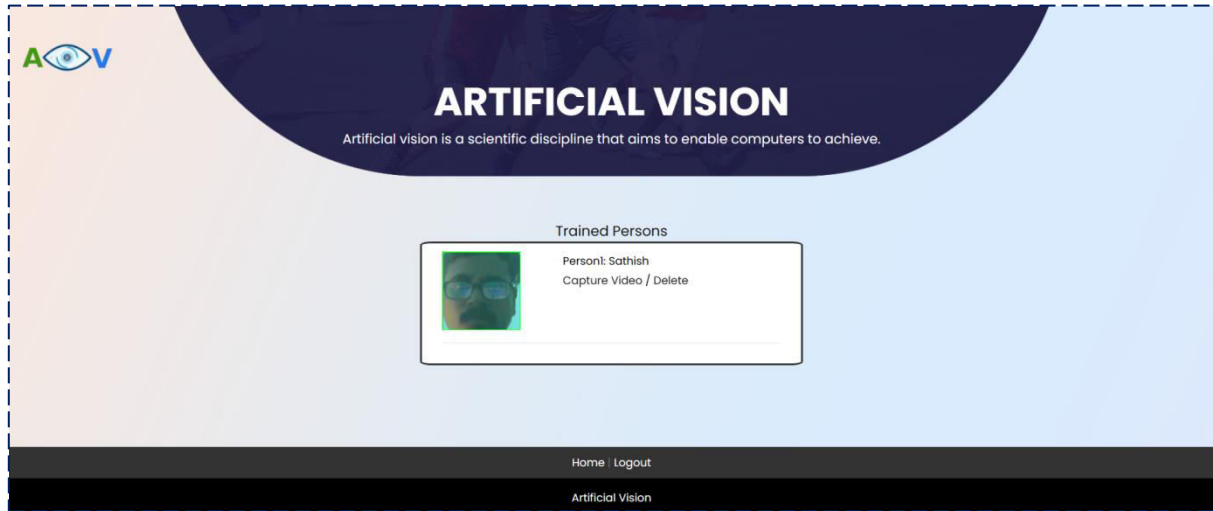 A V
ARTIFICIAL VISION
Artificial vision is a scientific discipline that aims to enable computers to achieve.
Trained Persons
Person1: Sathish
Capture Video / Delete
Home | Logout
Artificial Vision